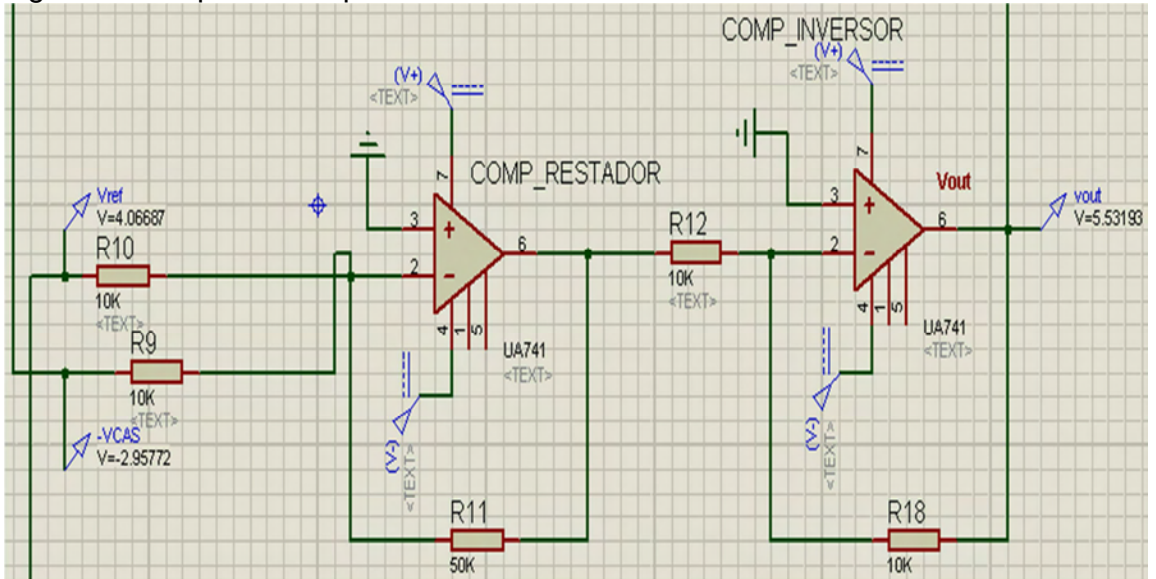 COMP_INVERSOR
(V+)
<TEXT>
(V+)
<TEXT>
7
7
COMP_RESTADOR
Vout
Vref
V=4.06687
3
+
3
+
vout
V=5.53193
R10
R12
6
6
2
-
2
-
10K
<TEXT>
10K
<TEXT>
R9
4
1
5
4
1
5
UA741
<TEXT>
UA741
<TEXT>
10K
<TEXT>
-VCAS
V=-2.95772
(V-)
<TEXT>
(V-)
<TEXT>
R11
R18
50K
10K